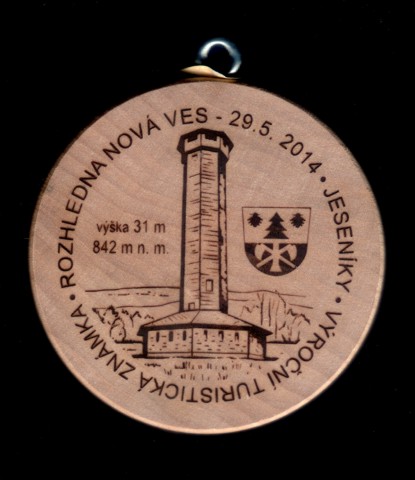 ROZHLEDNA NOVÁ VES - 29.5. 2014 • JESENÍKY • VÝROČNÍ TURISTICKÁ ZNÁMKA •
výška 31 m
842 m n. m.